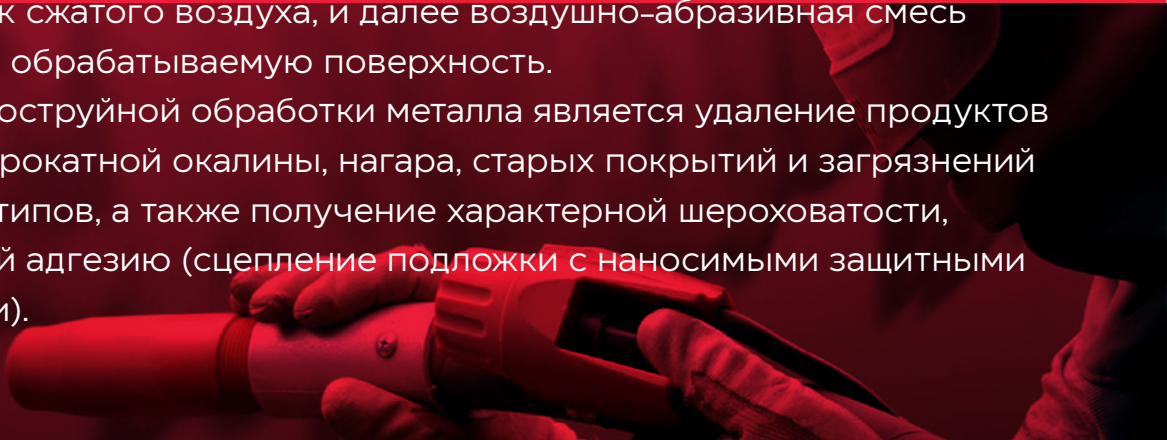 к сжатого воздуха, и далее воздушно-абразивная смесь
обрабатываемую поверхность.
оструйной обработки металла является удаление продуктов
рокатной окалины, нагара, старых покрытий и загрязнений
типов, а также получение характерной шероховатости,
й адгезию (сцепление подложки с наносимыми защитными
и).